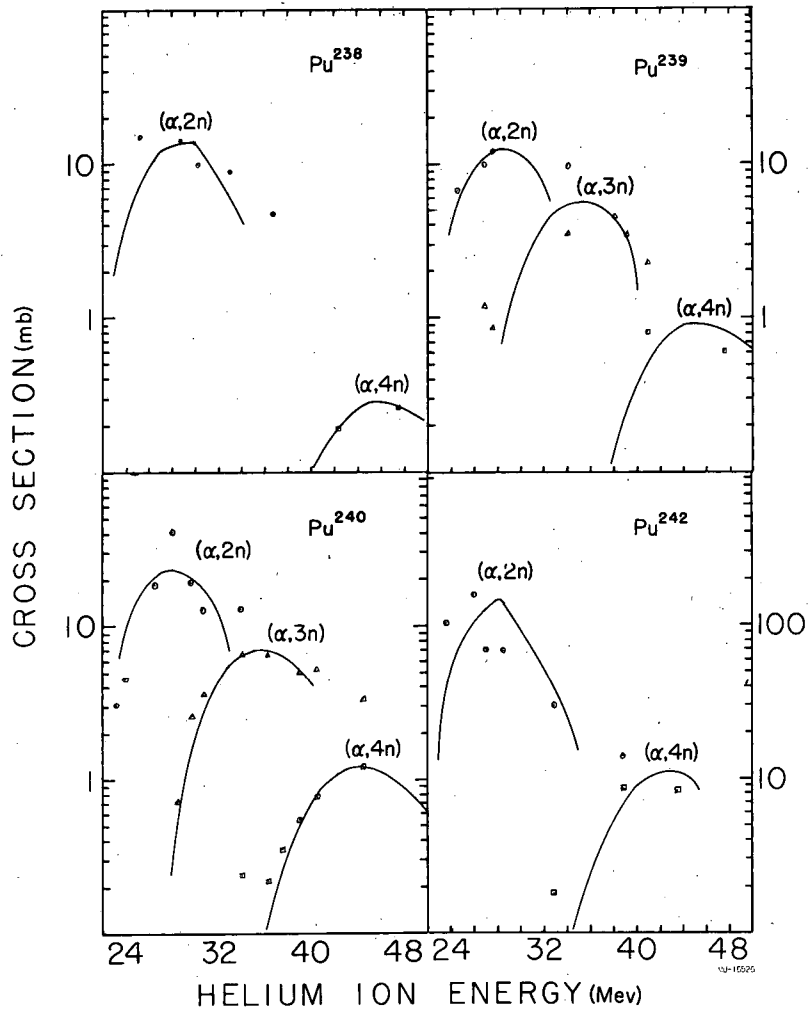 Pu238
Pu239
(α,2n)
(α,2n)
(α,3n)
(α,4n)
(α,4n)
10
1
10
1
CROSS SECTION (mb)
Pu240
Pu242
(α,2n)
(α,2n)
(α,3n)
(α,4n)
(α,4n)
10
1
100
10
24 32 40 48 24 32 40 48
HELIUM ION ENERGY (Mev)